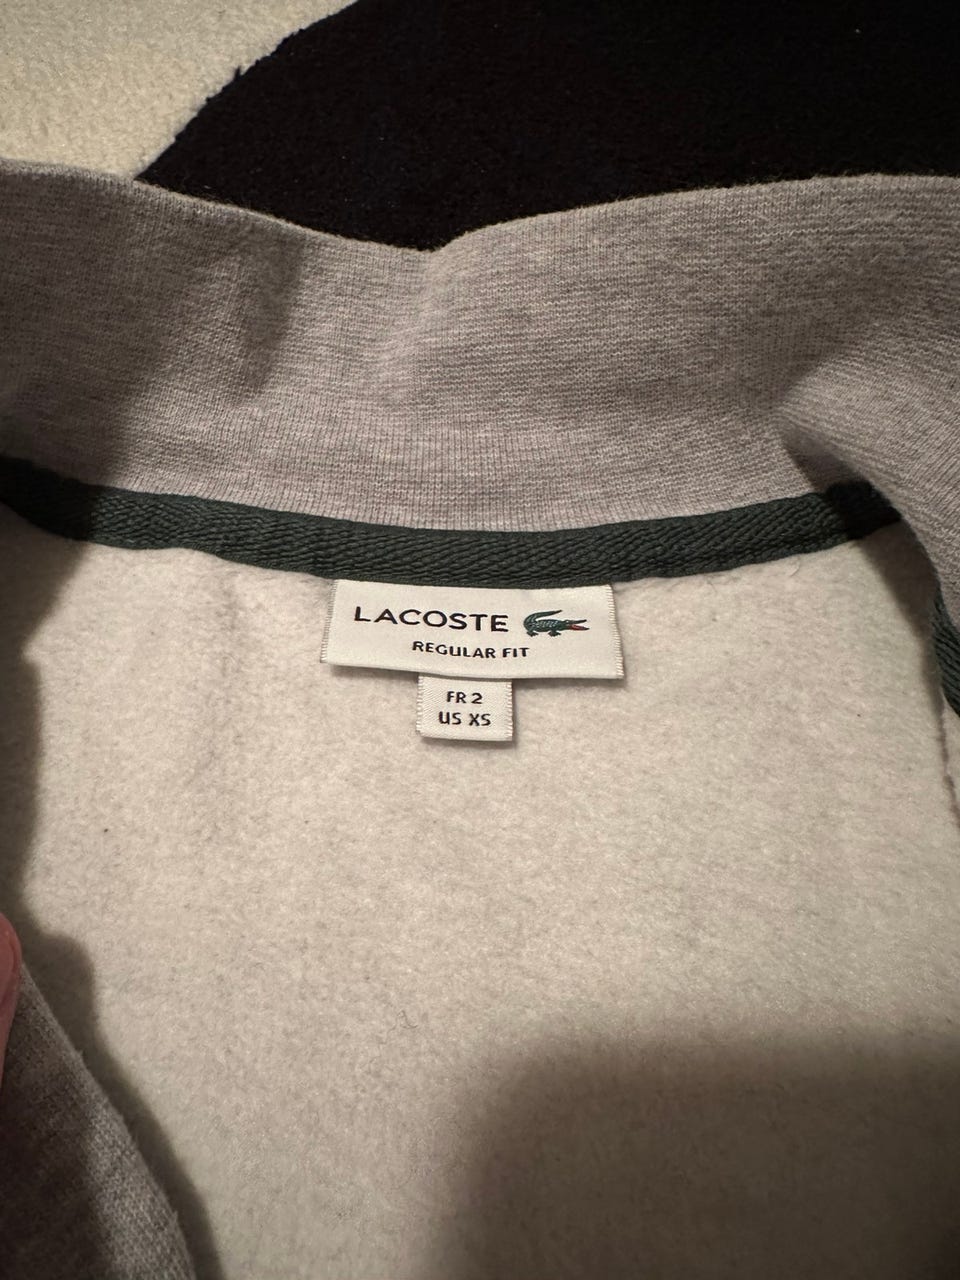 LACOSTE
REGULAR FIT
FR 2
US XS